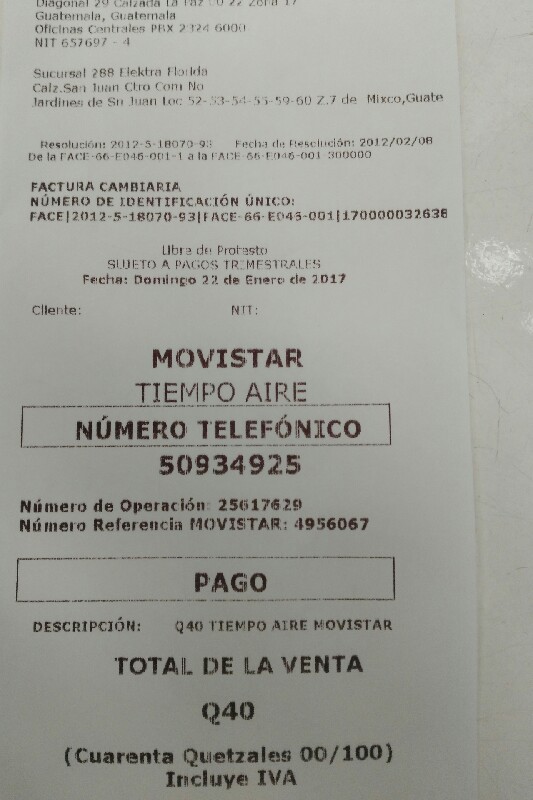 Diagonal 29 Calzada La Paz 00 22 Zona 17
Guatemala, Guatemala
Oficinas Centrales PBX 2324 6000
NIT 657697 - 4
Sucursal 288 Elektra Florida
Calz.San Juan Ctro Com No
Jardines de Sn Juan Loc 52-53-54-55-59-60 Z.7 de Mixco,Guate
Resolución: 2012-5-18070-93 Fecha de Resolución: 2012/02/08
De la FACE-66-E046-001-1 a la FACE-66-E046-001 300000
FACTURA CAMBIARIA
NÚMERO DE IDENTIFICACIÓN ÚNICO:
FACE|2012-5-18070-93|FACE-66-E046-001|170000032638
Libre de Protesto
SUJETO A PAGOS TRIMESTRALES
Fecha: Domingo 22 de Enero de 2017
Cliente: NIT:
MOVISTAR
TIEMPO AIRE
NÚMERO TELEFÓNICO
50934925
Número de Operación: 25617629
Número Referencia MOVISTAR: 4956067
PAGO
DESCRIPCIÓN: Q40 TIEMPO AIRE MOVISTAR
TOTAL DE LA VENTA
Q40
(Cuarenta Quetzales 00/100)
Incluye IVA